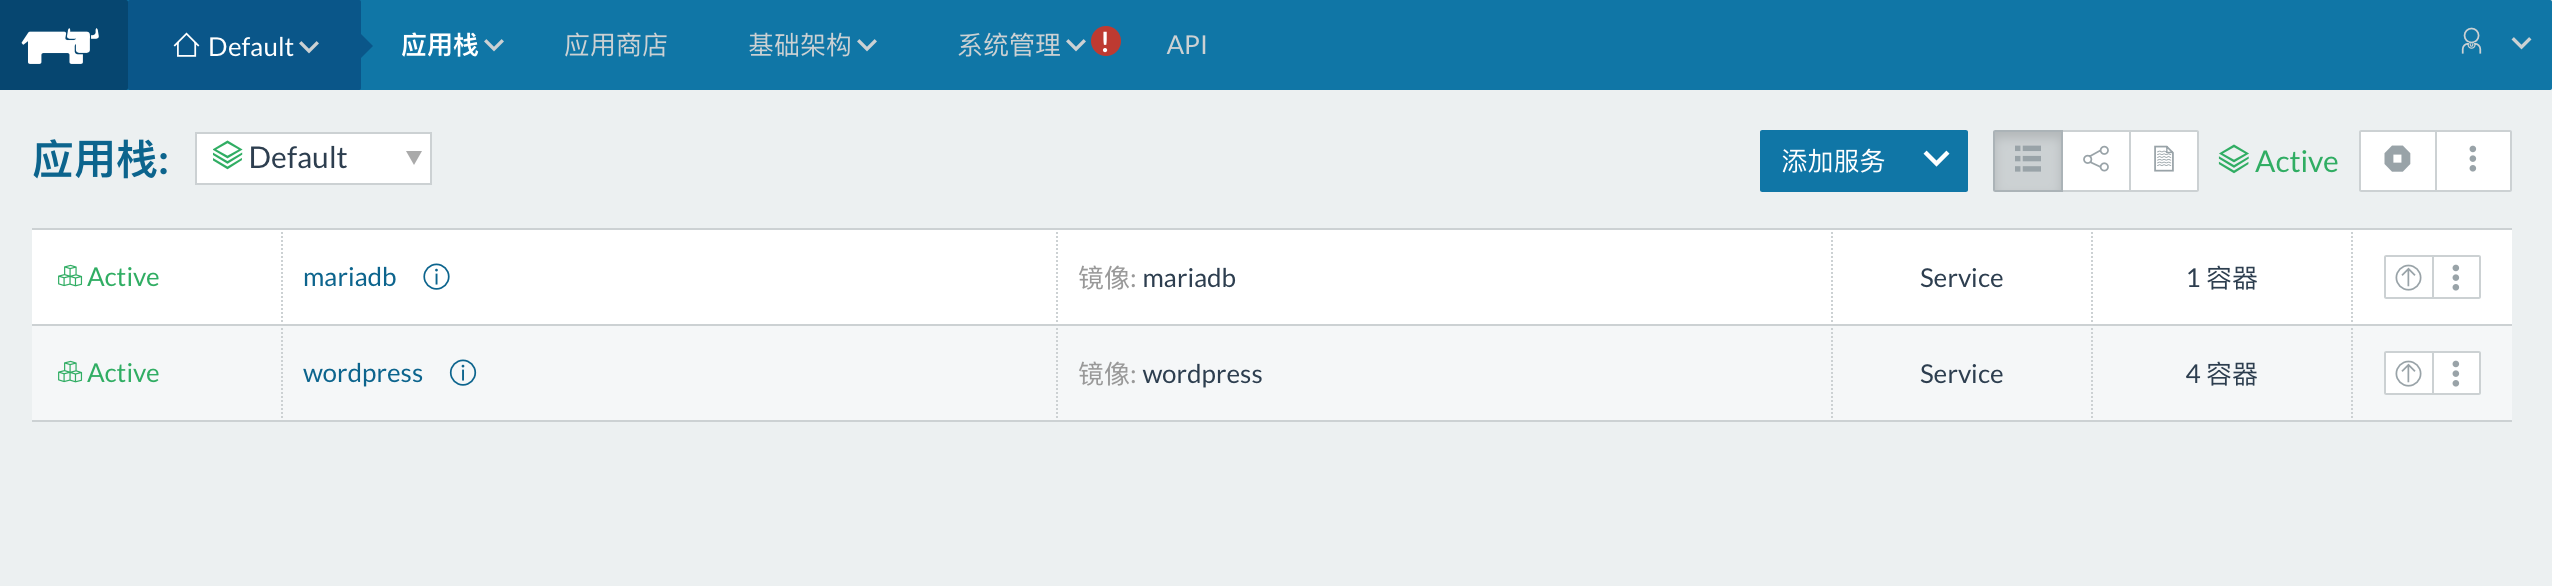 Default 应用栈 应用商店 基础架构 系统管理 ! API
应用栈: Default 添加服务 Active
Active mariadb 镜像: mariadb Service 1 容器
Active wordpress 镜像: wordpress Service 4 容器